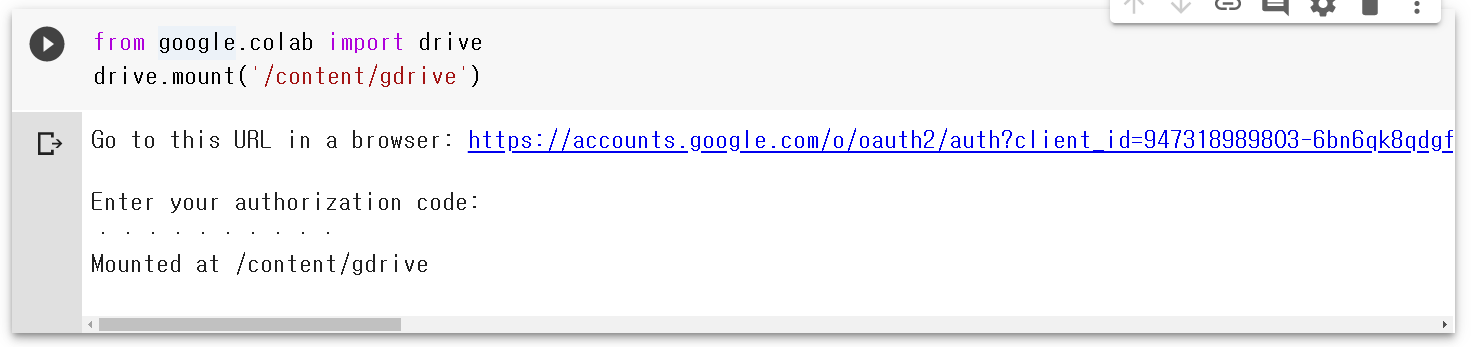 from google.colab import drive
drive.mount('/content/gdrive')
Go to this URL in a browser: https://accounts.google.com/o/oauth2/auth?client_id=947318989803-6bn6qk8qdgf
Enter your authorization code:
· · · · · · · · · ·
Mounted at /content/gdrive